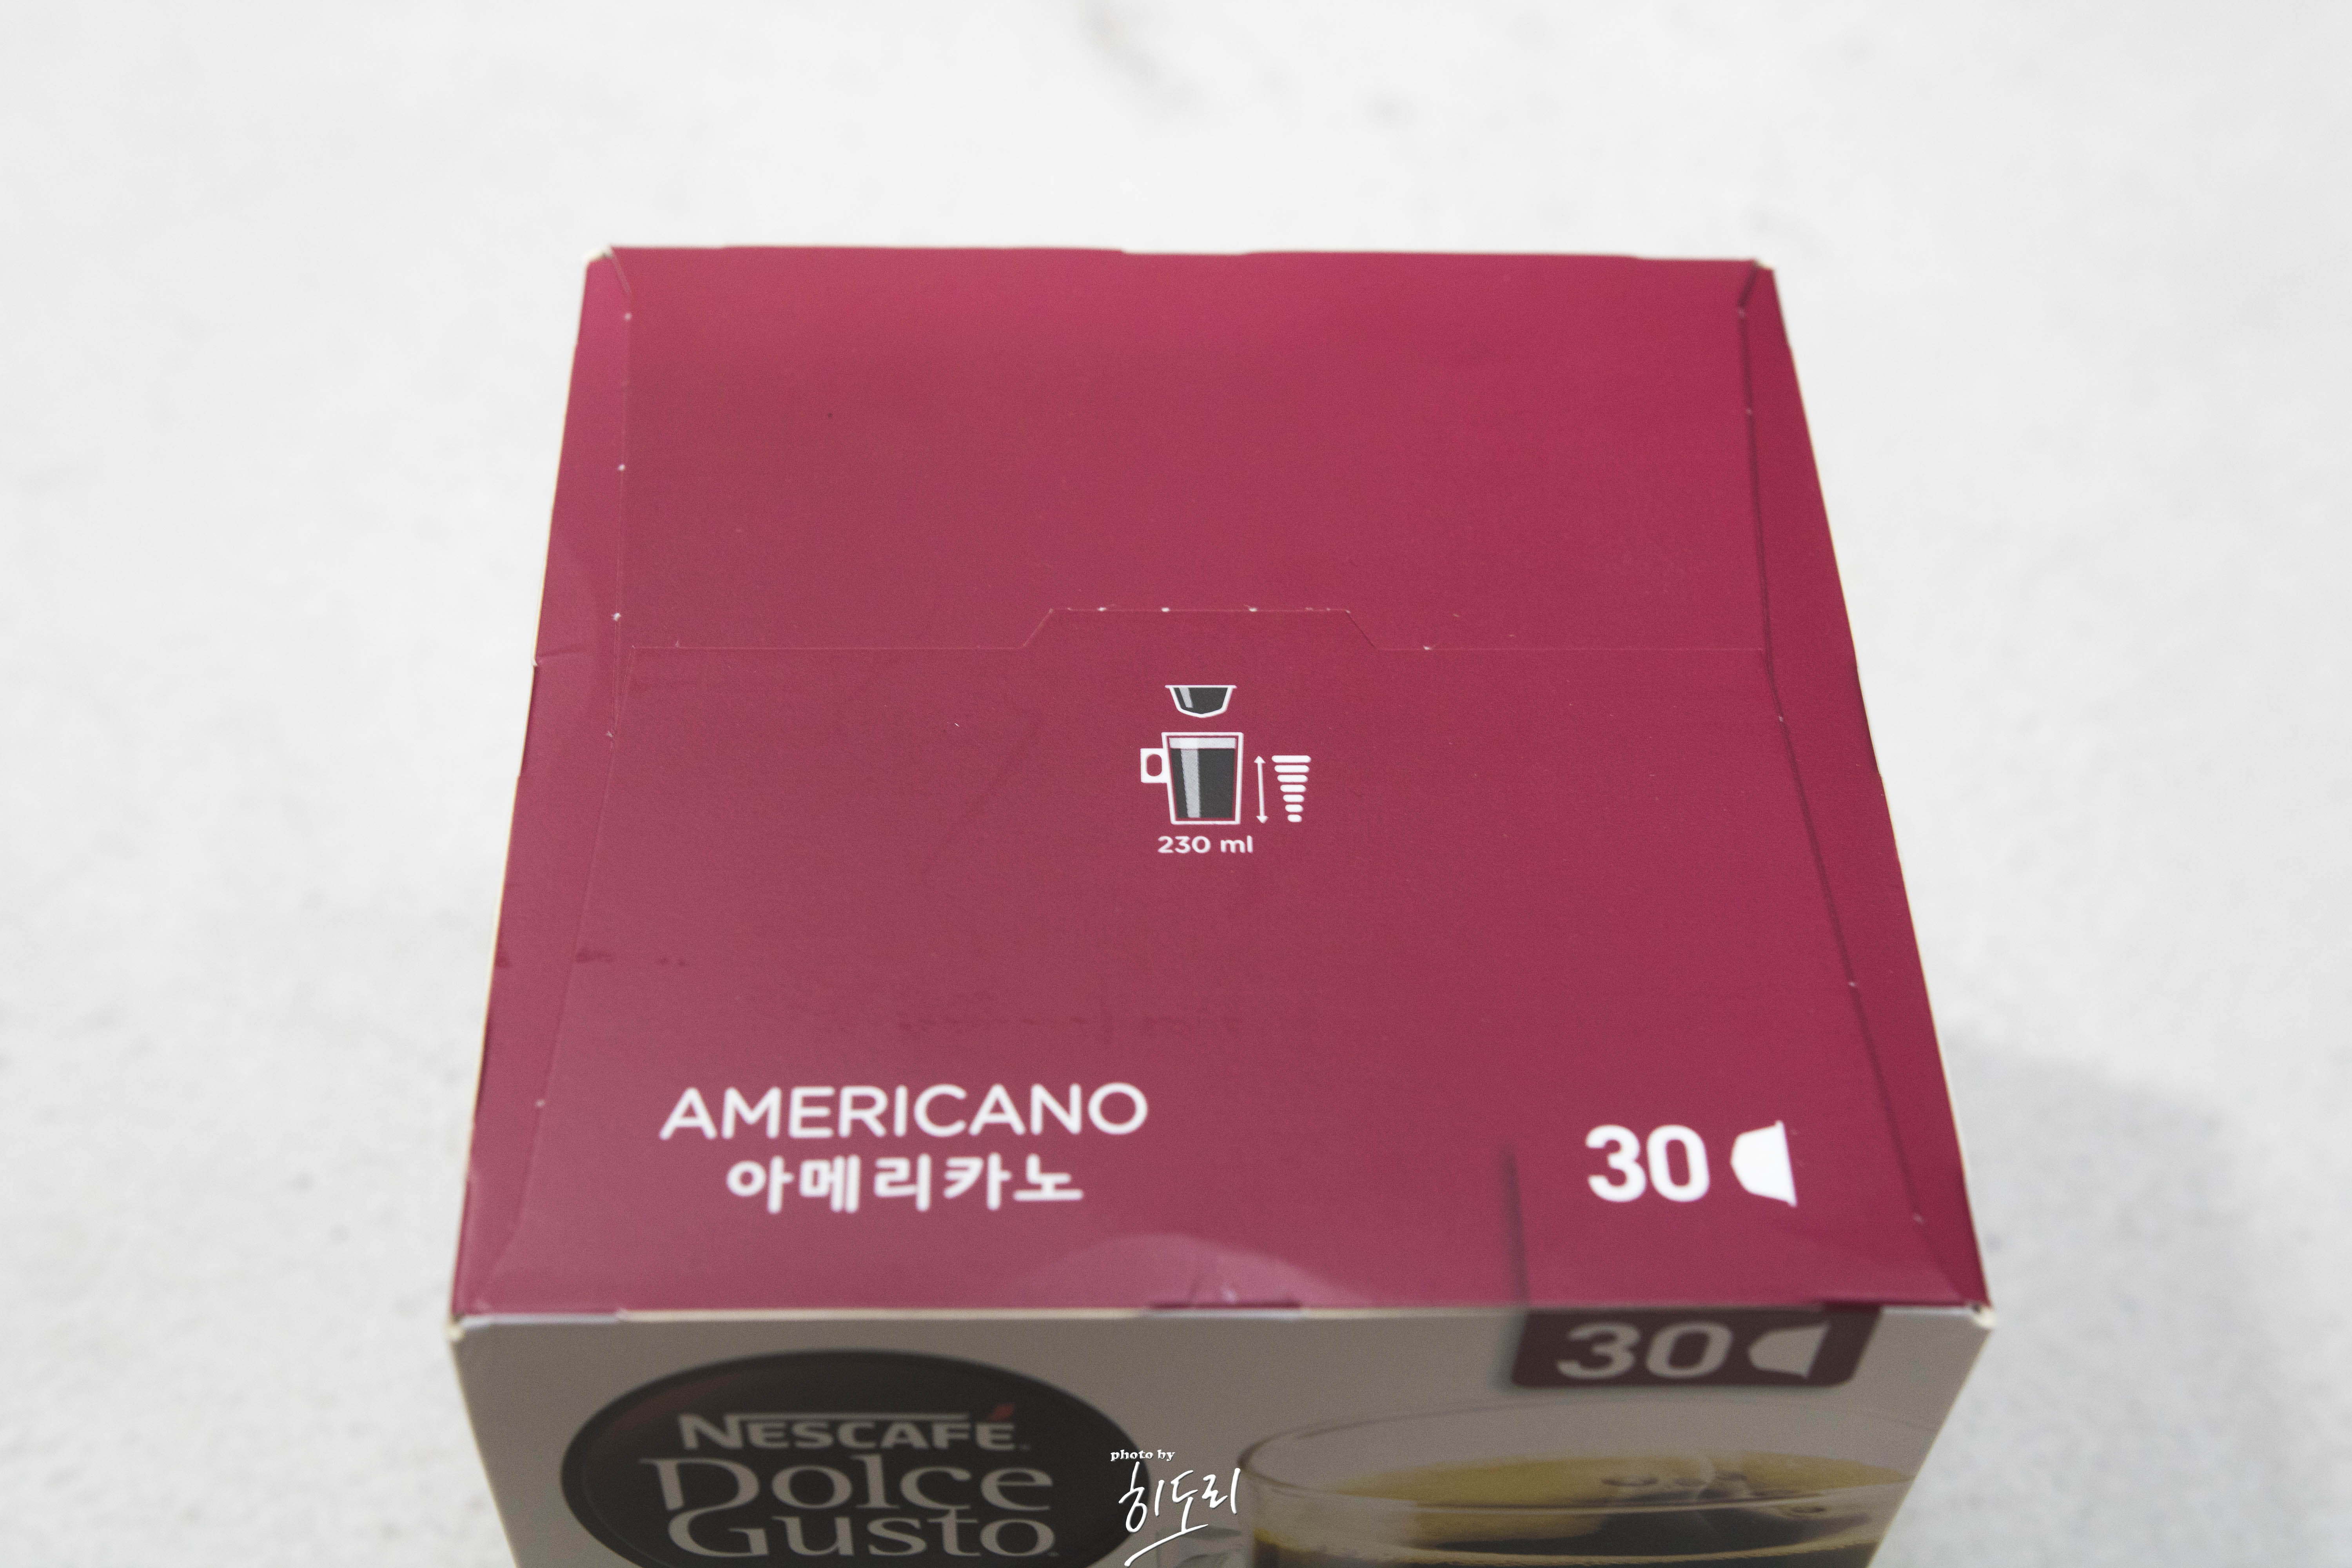 230 ml
AMERICANO
아메리카노
30
30
NESCAFÉ
Dolce
Gusto
photo by
히도리